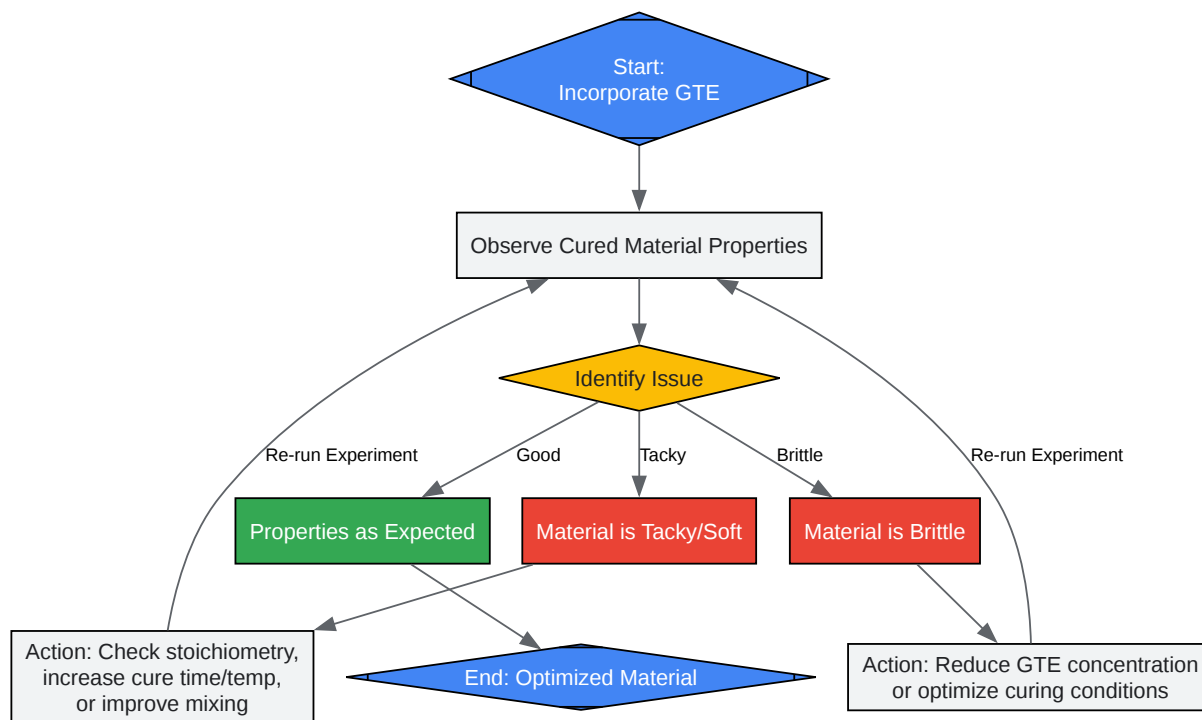 Start:
Incorporate GTE
Observe Cured Material Properties
Identify Issue
Re-run Experiment
Good
Tacky
Brittle
Re-run Experiment
Properties as Expected
Material is Tacky/Soft
Material is Brittle
Action: Check stoichiometry,
increase cure time/temp,
or improve mixing
End: Optimized Material
Action: Reduce GTE concentration
or optimize curing conditions